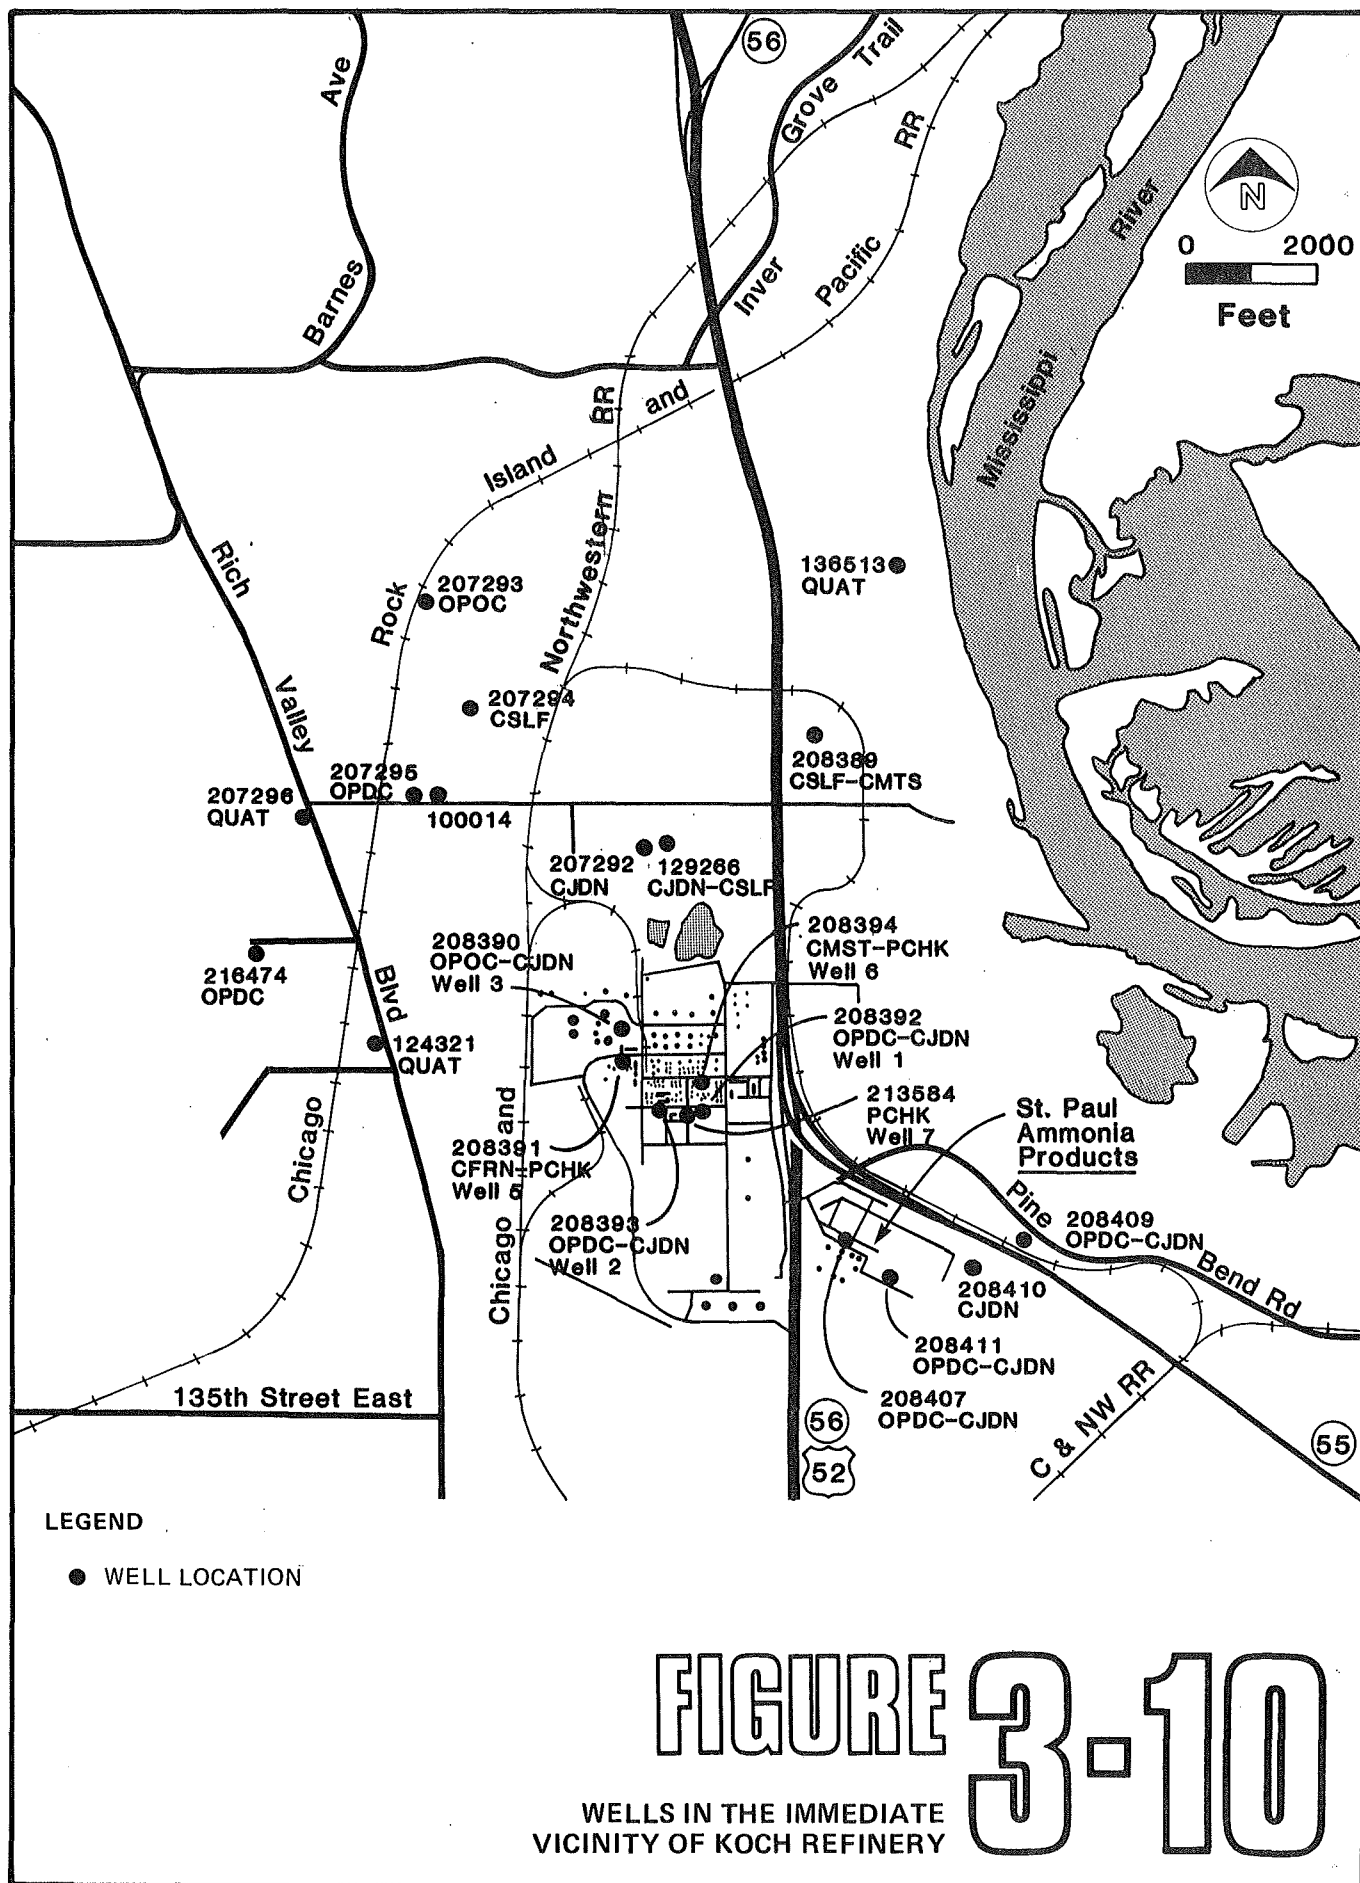 56
Ave
Grove Trail
RR
River
N
0 2000
Feet
Barnes
Inver
Pacific
Mississippi
RR
and
Island
Northwestern
Rich
136513
QUAT
207293
OPOC
Rock
Valley
207294
CSLF
208389
CSLF-CMTS
207295
OPDC
207296
QUAT
100014
207292
CJDN
129266
CJDN-CSLF
208390
OPOC-CJDN
Well 3
208394
CMST-PCHK
Well 6
216474
OPDC
Blvd
208392
OPDC-CJDN
Well 1
124321
QUAT
213584
PCHK
Well 7
St. Paul
Ammonia
Products
Chicago
Chicago and
208391
CFRN-PCHK
Well 5
Pine
Bend Rd
208409
OPDC-CJDN
208393
OPDC-CJDN
Well 2
208410
CJDN
208411
OPDC-CJDN
208407
OPDC-CJDN
135th Street East
56
52
C & NW RR
55
LEGEND
WELL LOCATION
FIGURE 3-10
WELLS IN THE IMMEDIATE
VICINITY OF KOCH REFINERY